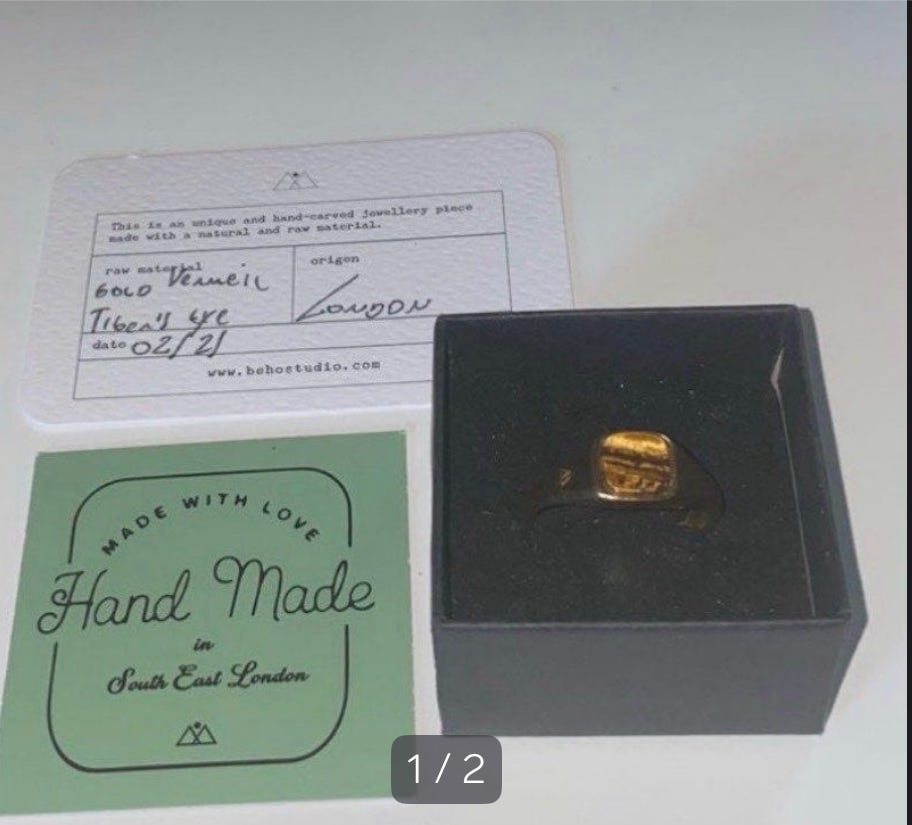 This is an unique and hand-carved jewellery piece
made with a natural and raw material.
raw material
GOLD VERMEIL
TIGER'S EYE
origen
LONDON
date 02/21
www.behostudio.com
MADE WITH LOVE
Hand Made
in
South East London
1 / 2